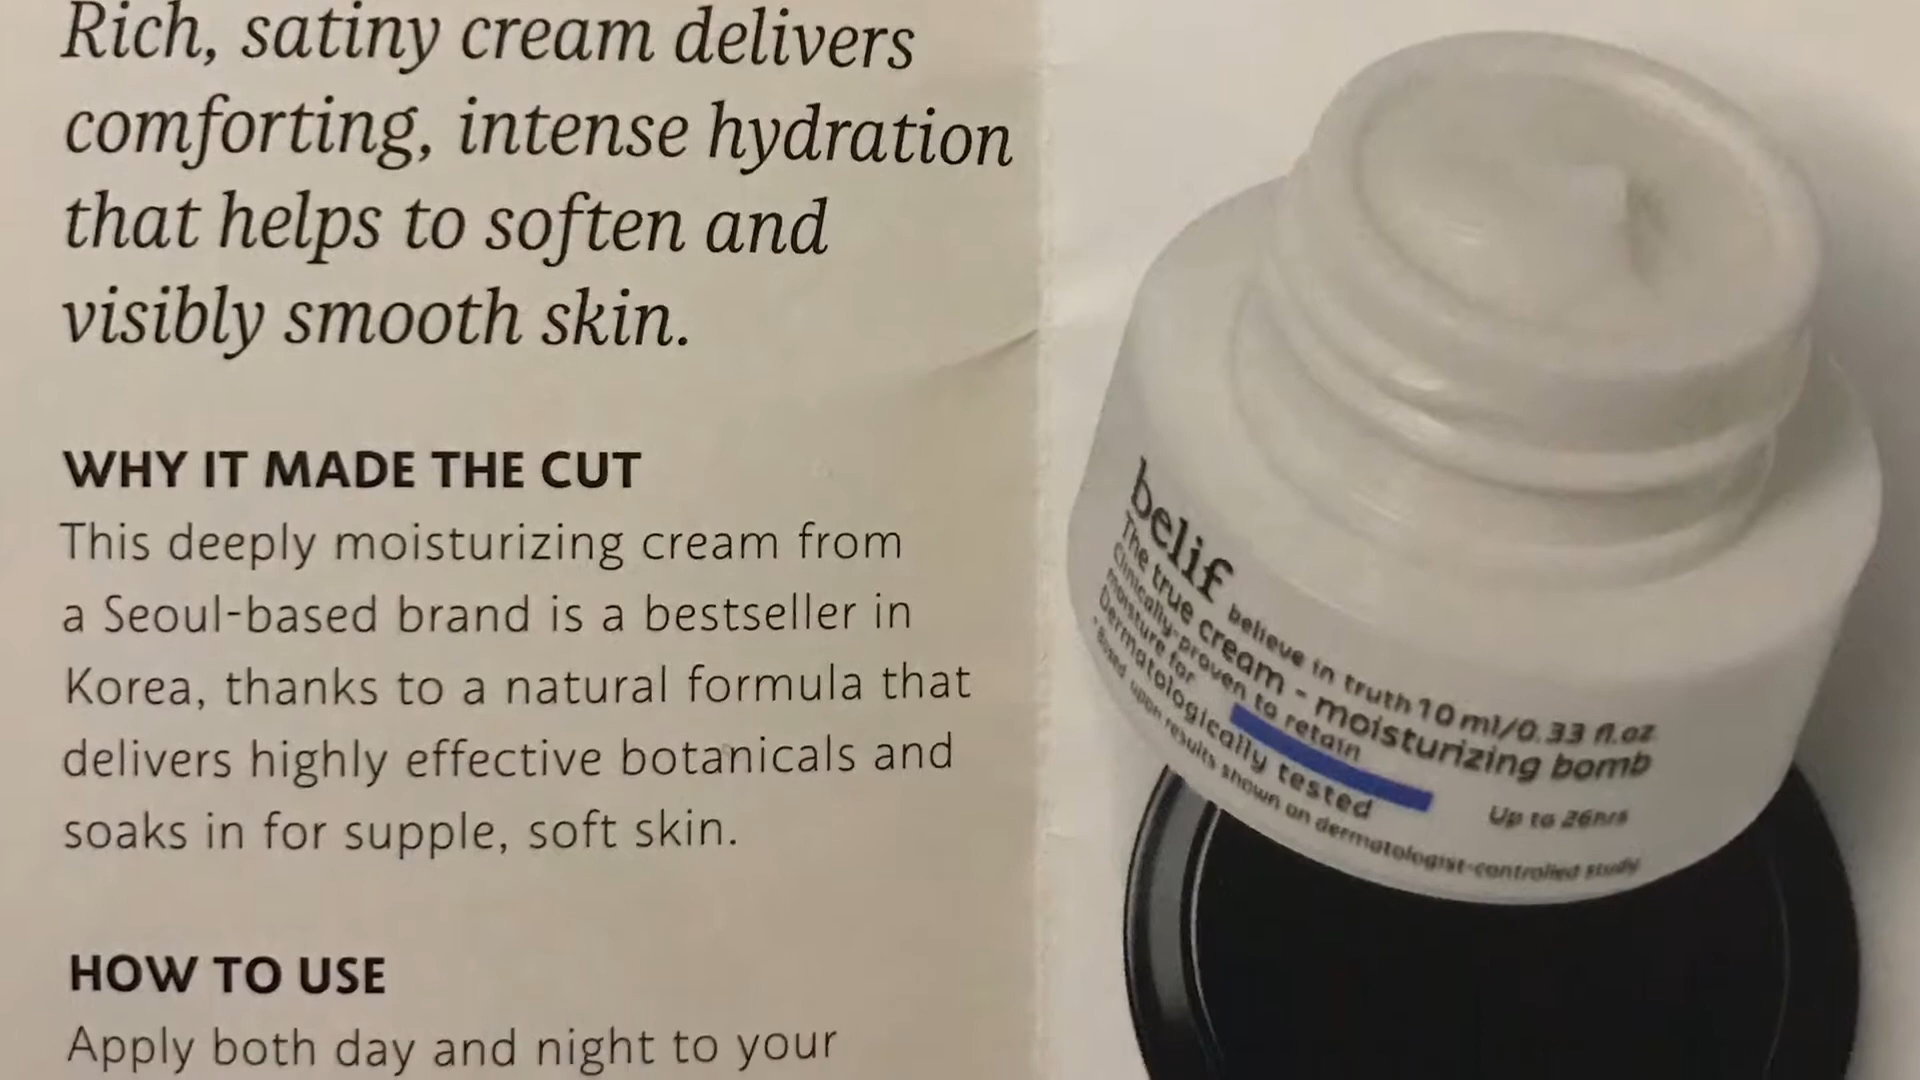 Rich, satiny cream delivers
comforting, intense hydration
that helps to soften and
visibly smooth skin.
WHY IT MADE THE CUT
This deeply moisturizing cream from
a Seoul-based brand is a bestseller in
Korea, thanks to a natural formula that
delivers highly effective botanicals and
soaks in for supple, soft skin.
HOW TO USE
Apply both day and night to your
belif believe in truth 10 ml/0.33 fl.oz
The true cream - moisturizing bomb
Clinically-proven to retain
moisture for Up to 26hrs
Dermatologically tested
• Based upon results shown on dermatologist-controlled study